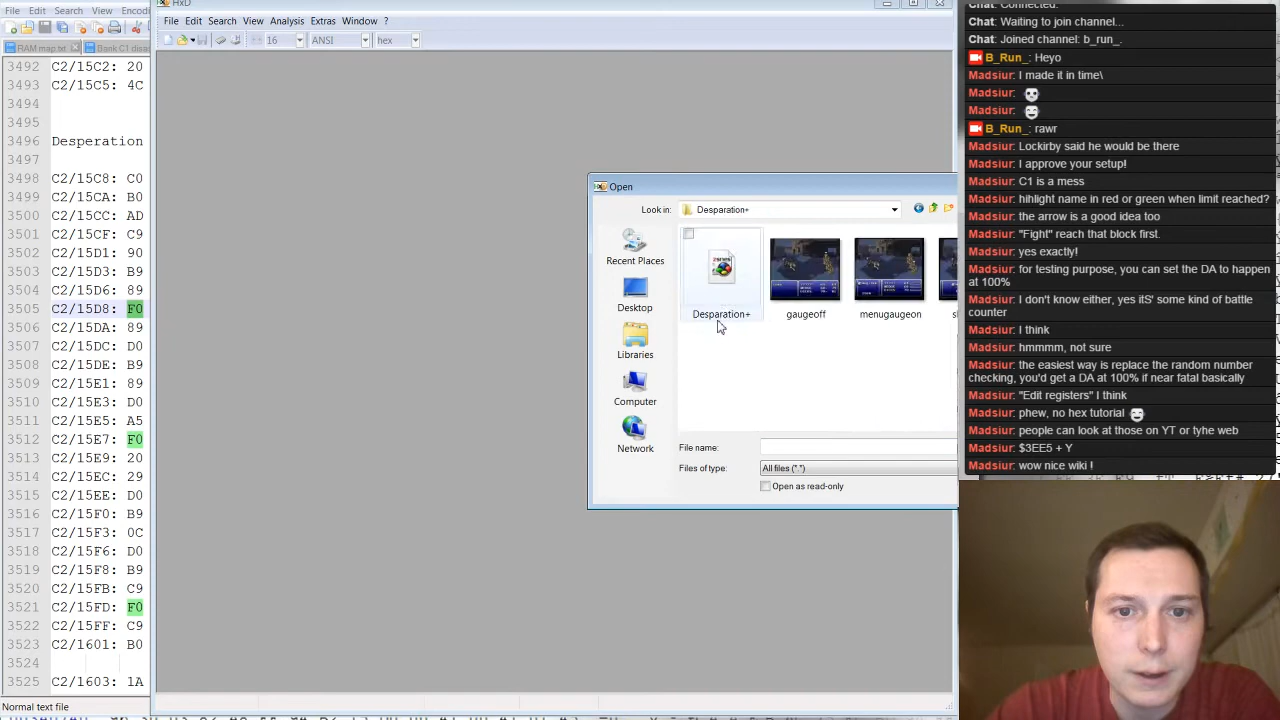 File Edit Search View Encodi
RAM map.txt Bank C1 disa
3492 C2/15C2: 20
3493 C2/15C5: 4C
3494
3495
3496 Desperation
3497
3498 C2/15C8: C0
3499 C2/15CA: B0
3500 C2/15CC: AD
3501 C2/15CF: C9
3502 C2/15D1: 90
3503 C2/15D3: B9
3504 C2/15D6: 89
3505 C2/15D8: F0
3506 C2/15DA: 89
3507 C2/15DC: D0
3508 C2/15DE: B9
3509 C2/15E1: 89
3510 C2/15E3: D0
3511 C2/15E5: A5
3512 C2/15E7: F0
3513 C2/15E9: 20
3514 C2/15EC: 29
3515 C2/15EE: D0
3516 C2/15F0: B9
3517 C2/15F3: 0C
3518 C2/15F6: D0
3519 C2/15F8: B9
3520 C2/15FB: C9
3521 C2/15FD: F0
3522 C2/15FF: C9
3523 C2/1601: B0
3524
3525 C2/1603: 1A
Normal text file
HxD
File Edit Search View Analysis Extras Window ?
16 ANSI hex
Open
Look in: Desparation+
Recent Places
Desktop
Libraries
Computer
Network
Desparation+ gaugeoff menugaugeon
File name:
Files of type: All files (*.*)
Open as read-only
Chat: Connected.
Chat: Waiting to join channel...
Chat: Joined channel: b_run_.
B_Run_: Heyo
Madsiur: I made it in time\
Madsiur:
Madsiur:
B_Run_: rawr
Madsiur: Lockirby said he would be there
Madsiur: I approve your setup!
Madsiur: C1 is a mess
Madsiur: hihlight name in red or green when limit reached?
Madsiur: the arrow is a good idea too
Madsiur: "Fight" reach that block first.
Madsiur: yes exactly!
Madsiur: for testing purpose, you can set the DA to happen
at 100%
Madsiur: I don't know either, yes itS' some kind of battle
counter
Madsiur: I think
Madsiur: hmmmm, not sure
Madsiur: the easiest way is replace the random number
checking, you'd get a DA at 100% if near fatal basically
Madsiur: "Edit registers" I think
Madsiur: phew, no hex tutorial
Madsiur: people can look at those on YT or tyhe web
Madsiur: $3EE5 + Y
Madsiur: wow nice wiki !